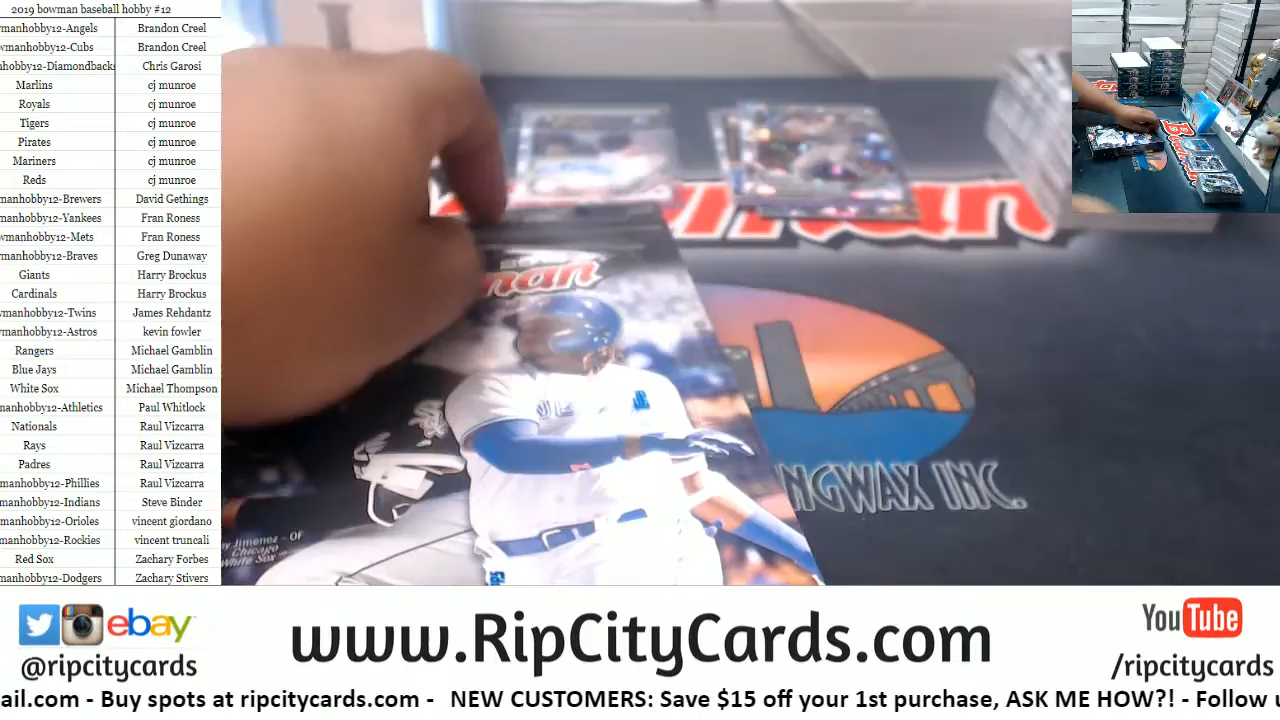 2019 bowman baseball hobby #12
manhobby12-Angels Brandon Creel
wmanhobby12-Cubs Brandon Creel
hobby12-Diamondbacks Chris Garosi
Marlins cj munroe
Royals cj munroe
Tigers cj munroe
Pirates cj munroe
Mariners cj munroe
Reds cj munroe
manhobby12-Brewers David Gethings
manhobby12-Yankees Fran Roness
wmanhobby12-Mets Fran Roness
manhobby12-Braves Greg Dunaway
Giants Harry Brockus
Cardinals Harry Brockus
manhobby12-Twins James Rehdantz
manhobby12-Astros kevin fowler
Rangers Michael Gamblin
Blue Jays Michael Gamblin
White Sox Michael Thompson
manhobby12-Athletics Paul Whitlock
Nationals Raul Vizcarra
Rays Raul Vizcarra
Padres Raul Vizcarra
manhobby12-Phillies Raul Vizcarra
manhobby12-Indians Steve Binder
manhobby12-Orioles vincent giordano
manhobby12-Rockies vincent truncali
Red Sox Zachary Forbes
manhobby12-Dodgers Zachary Stivers
man
wman
Bowman
y Jimenez - OF
Chicago
White Sox
NGWAX INC.
ebay
@ripcitycards
www.RipCityCards.com
YouTube
/ripcitycards
ail.com - Buy spots at ripcitycards.com - NEW CUSTOMERS: Save $15 off your 1st purchase, ASK ME HOW?! - Follow u